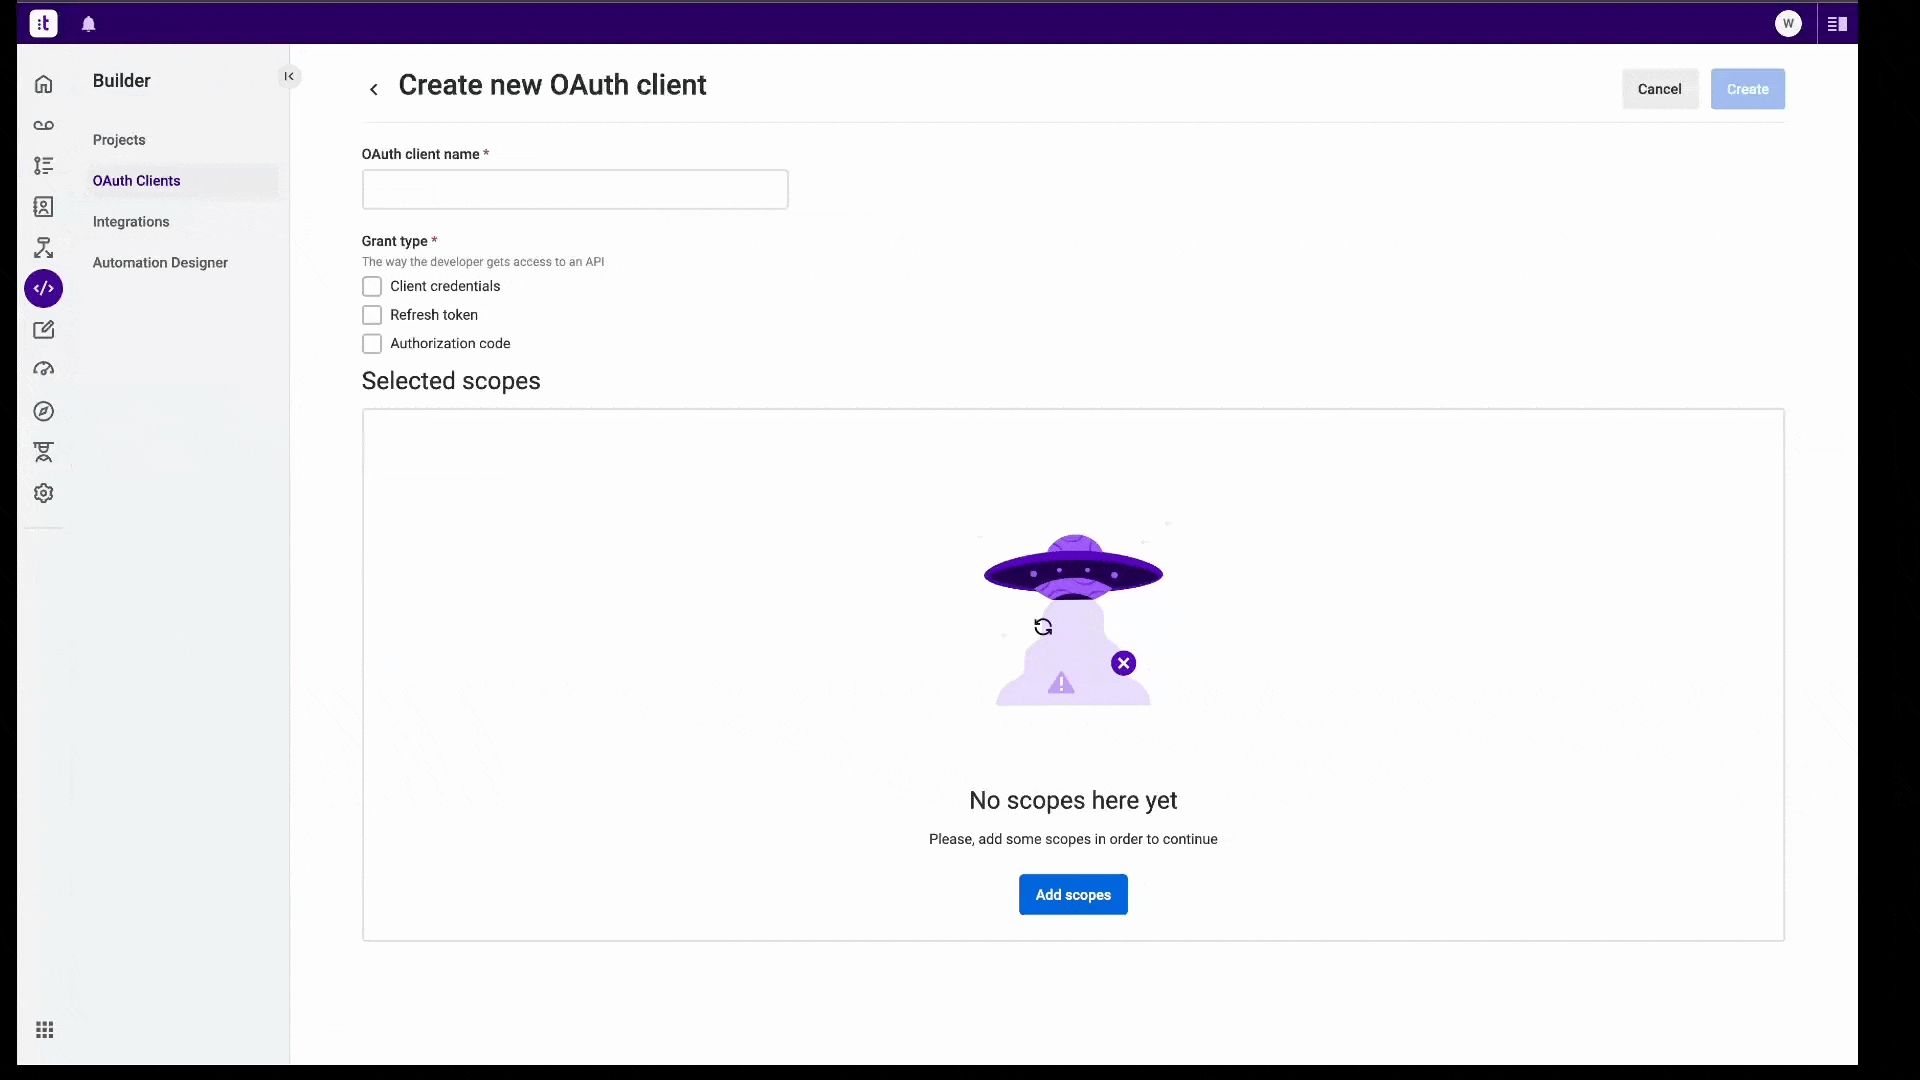 :t
W
Builder
Projects
OAuth Clients
Integrations
Automation Designer
Create new OAuth client
Cancel
Create
OAuth client name *
Grant type *
The way the developer gets access to an API
Client credentials
Refresh token
Authorization code
Selected scopes
No scopes here yet
Please, add some scopes in order to continue
Add scopes